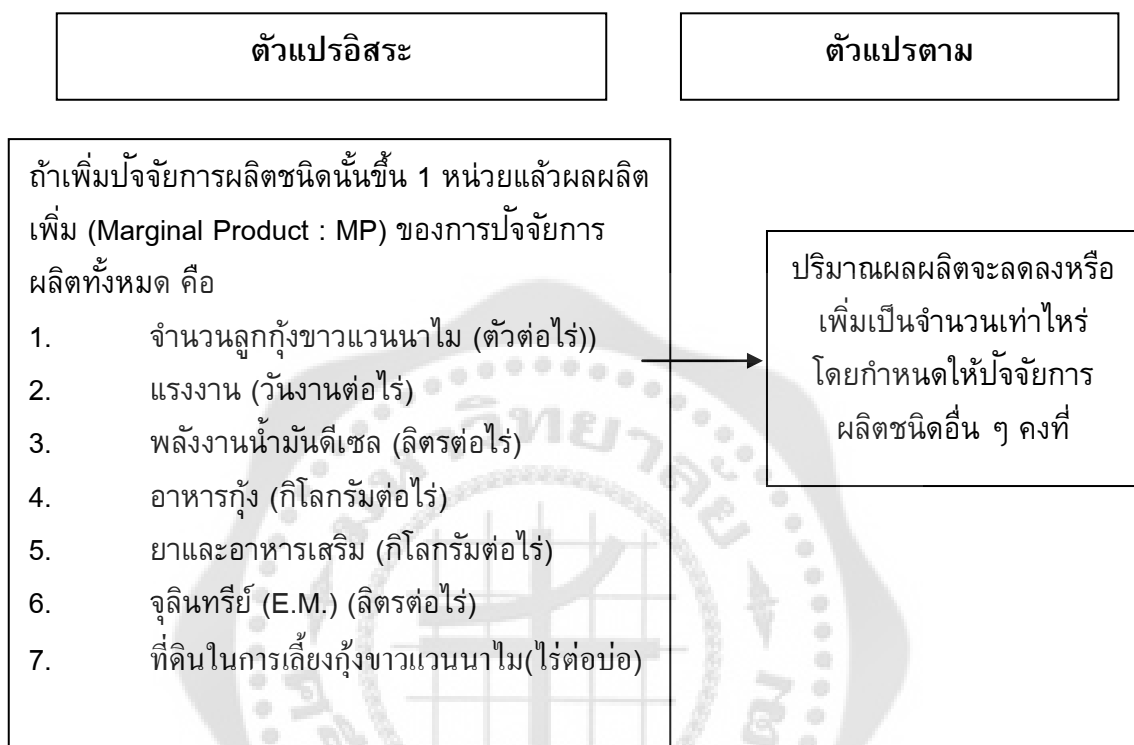 ตัวแปรอิสระ
ตัวแปรตาม
ถ้าเพิ่มปัจจัยการผลิตชนิดนั้นขึ้น 1 หน่วยแล้วผลผลิต
เพิ่ม (Marginal Product : MP) ของการปัจจัยการ
ผลิตทั้งหมด คือ
1. จำนวนลูกกุ้งขาวแวนนาไม (ตัวต่อไร่))
2. แรงงาน (วันงานต่อไร่)
3. พลังงานน้ำมันดีเซล (ลิตรต่อไร่)
4. อาหารกุ้ง (กิโลกรัมต่อไร่)
5. ยาและอาหารเสริม (กิโลกรัมต่อไร่)
6. จุลินทรีย์ (E.M.) (ลิตรต่อไร่)
7. ที่ดินในการเลี้ยงกุ้งขาวแวนนาไม(ไร่ต่อบ่อ)
ปริมาณผลผลิตจะลดลงหรือ
เพิ่มเป็นจำนวนเท่าไหร่
โดยกำหนดให้ปัจจัยการ
ผลิตชนิดอื่น ๆ คงที่